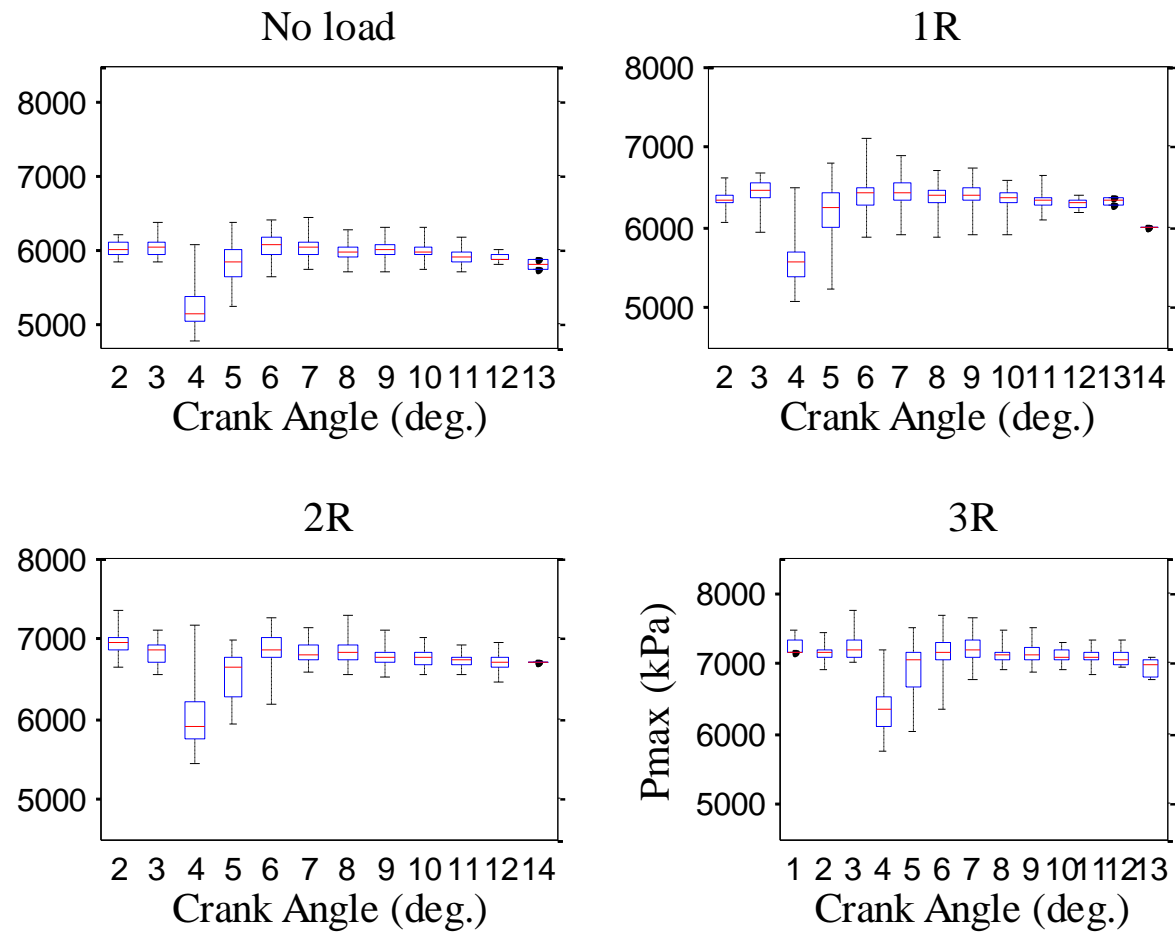 No load
8000
7000
6000
5000
2 3 4 5 6 7 8 9 10 11 12 13
Crank Angle (deg.)
1R
8000
7000
6000
5000
2 3 4 5 6 7 8 9 10 11 12 13 14
Crank Angle (deg.)
2R
8000
7000
6000
5000
2 3 4 5 6 7 8 9 10 11 12 14
Crank Angle (deg.)
3R
Pmax (kPa)
8000
7000
6000
5000
1 2 3 4 5 6 7 8 9 10 11 12 13
Crank Angle (deg.)